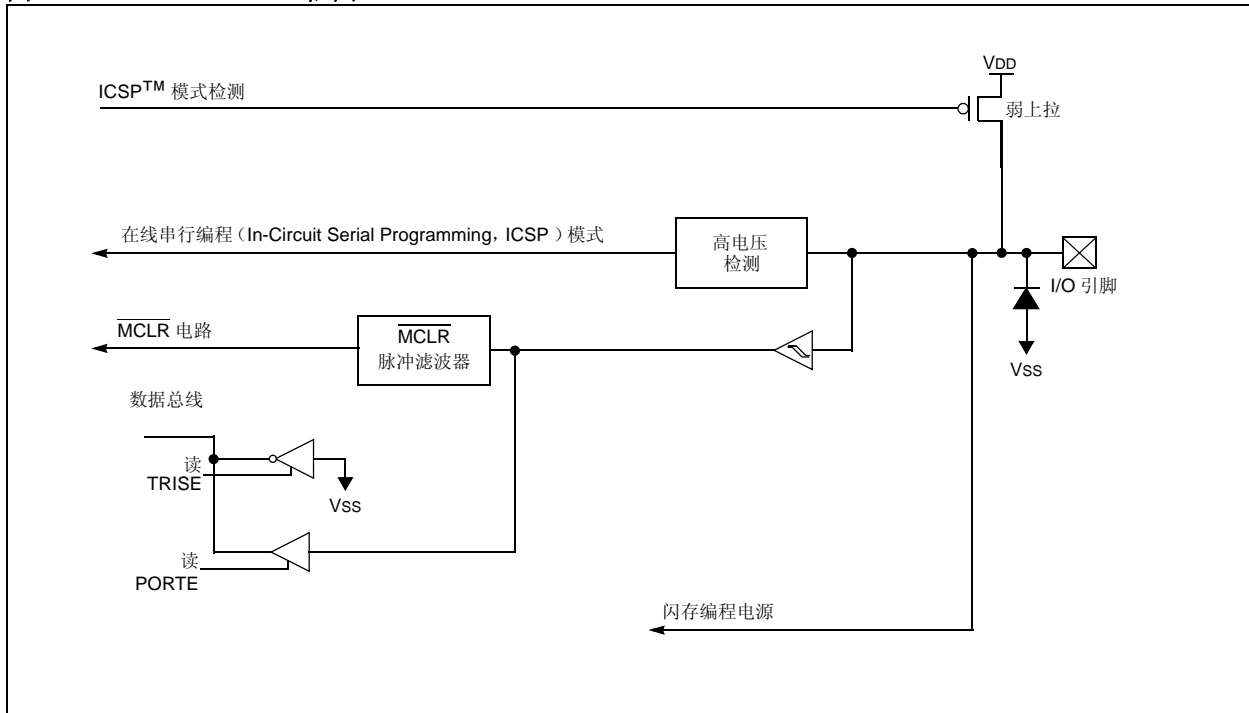 VDD
ICSP™ 模式检测
弱上拉
在线串行编程（In-Circuit Serial Programming，ICSP）模式
高电压
检测
I/O 引脚
MCLR 电路
MCLR
脉冲滤波器
VSS
数据总线
读
TRISE
VSS
读
PORTE
闪存编程电源